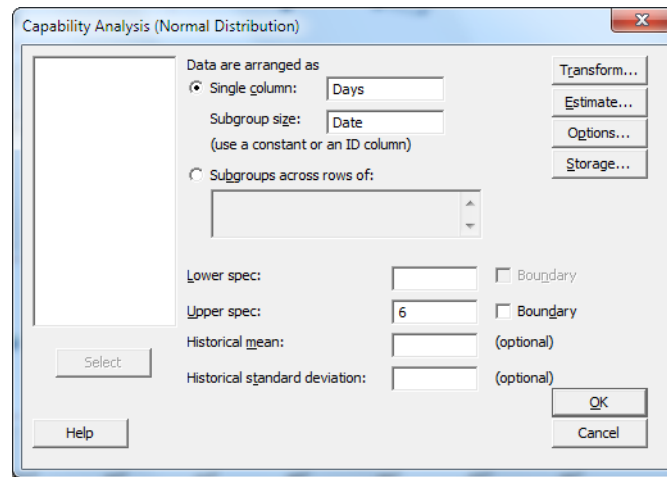 Capability Analysis (Normal Distribution)
Data are arranged as
Single column: Days
Subgroup size: Date
(use a constant or an ID column)
Subgroups across rows of:
Transform...
Estimate...
Options...
Storage...
Lower spec: Boundary
Upper spec: 6 Boundary
Historical mean: (optional)
Historical standard deviation: (optional)
Select
Help
OK
Cancel